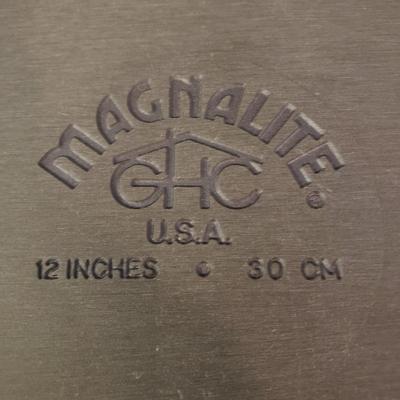 MAGNALITE®
GHC
U.S.A.
12 INCHES • 30 CM